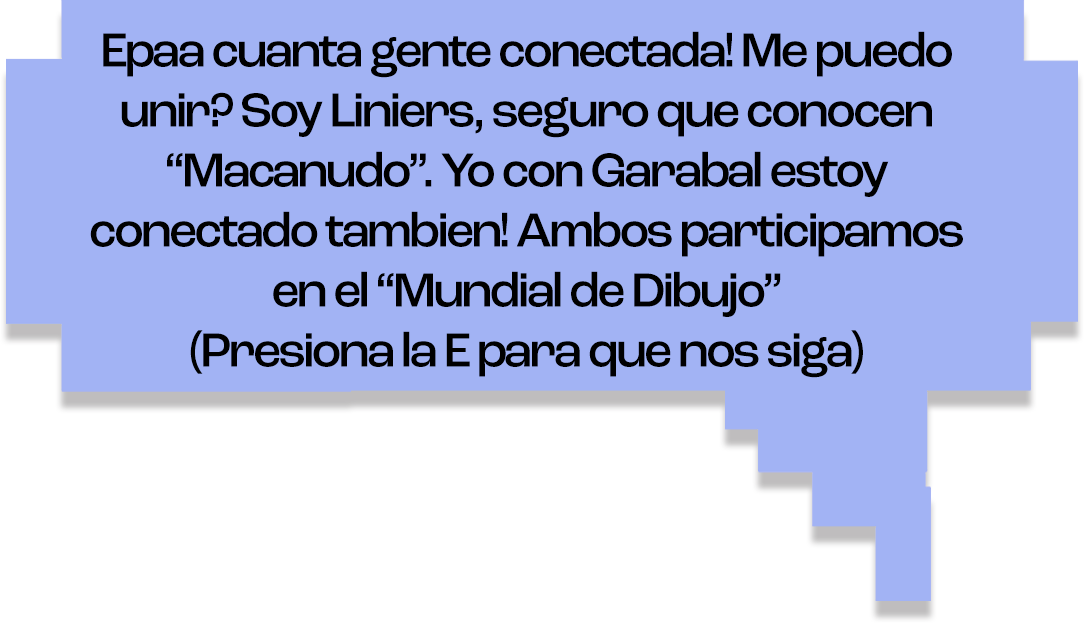 Epaa cuanta gente conectada! Me puedo
unir? Soy Liniers, seguro que conocen
“Macanudo”. Yo con Garabal estoy
conectado tambien! Ambos participamos
en el “Mundial de Dibujo”
(Presiona la E para que nos siga)